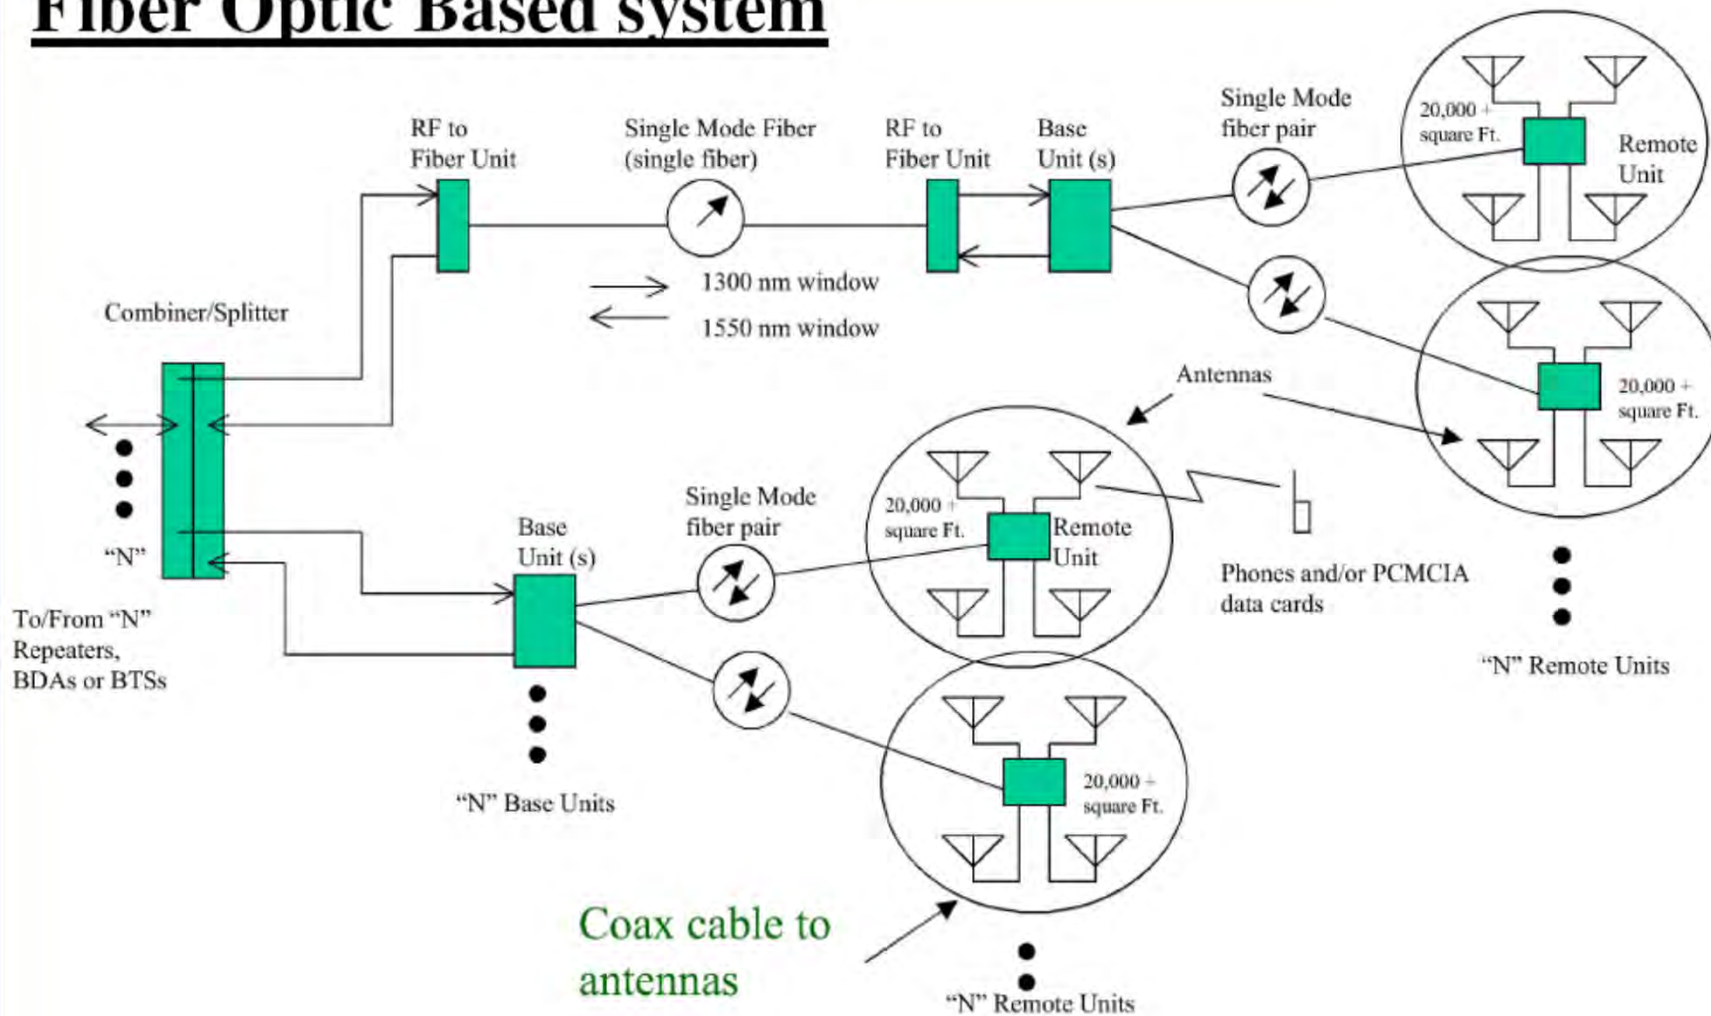 Fiber Optic Based system
RF to
Fiber Unit
Single Mode Fiber
(single fiber)
RF to
Fiber Unit
Base
Unit (s)
Single Mode
fiber pair
20,000 +
square Ft.
Remote
Unit
1300 nm window
1550 nm window
Combiner/Splitter
Antennas
20,000 +
square Ft.
"N"
To/From "N"
Repeaters,
BDAs or BTSs
Base
Unit (s)
Single Mode
fiber pair
20,000 +
square Ft.
Remote
Unit
Phones and/or PCMCIA
data cards
"N" Remote Units
"N" Base Units
20,000 +
square Ft.
Coax cable to
antennas
"N" Remote Units